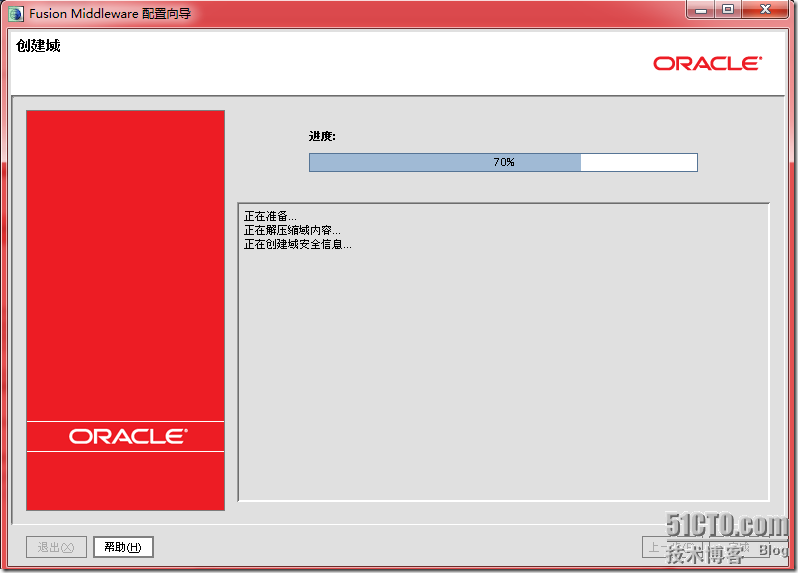 Fusion Middleware 配置向导
创建域
ORACLE
进度:
70%
正在准备...
正在解压缩域内容...
正在创建域安全信息...
ORACLE
退出(X)
帮助(H)
51CTO.com
技术博客 Blog